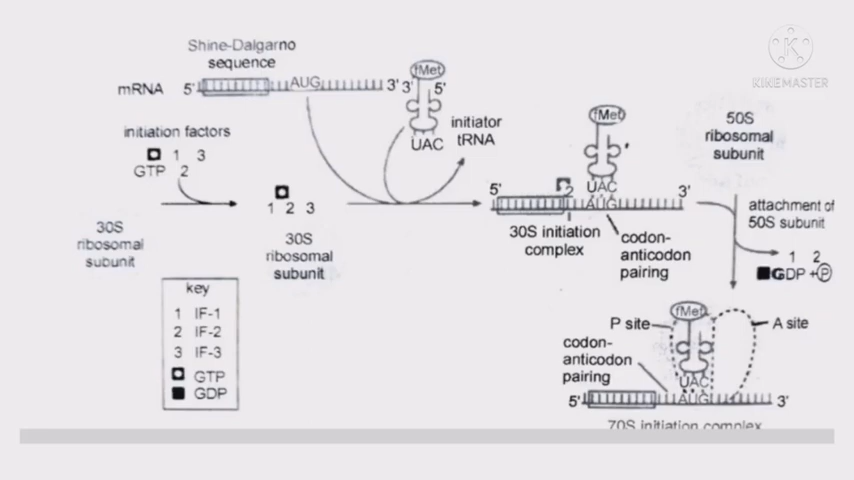 KINEMASTER
Shine-Dalgarno
sequence
mRNA 5' AUG 3'
3' fMet 5'
UAC
initiator
tRNA
initiation factors
1 3
GTP 2
30S
ribosomal
subunit
1 2 3
30S
ribosomal
subunit
fMet
UAC
5' 2 AUG 3'
30S initiation
complex
codon-
anticodon
pairing
50S
ribosomal
subunit
attachment of
50S subunit
1 2
GDP + P
key
1 IF-1
2 IF-2
3 IF-3
GTP
GDP
fMet
P site
A site
codon-
anticodon
pairing
UAC
5' AUG 3'
70S initiation complex